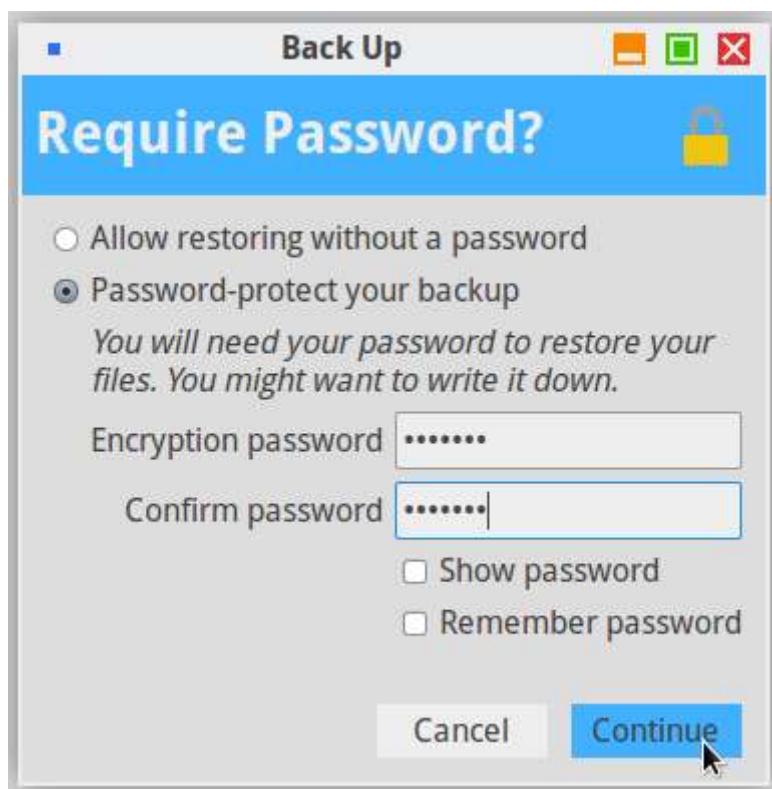 Back Up
Require Password?
Allow restoring without a password
Password-protect your backup
You will need your password to restore your
files. You might want to write it down.
Encryption password •••••••
Confirm password •••••••
Show password
Remember password
Cancel Continue